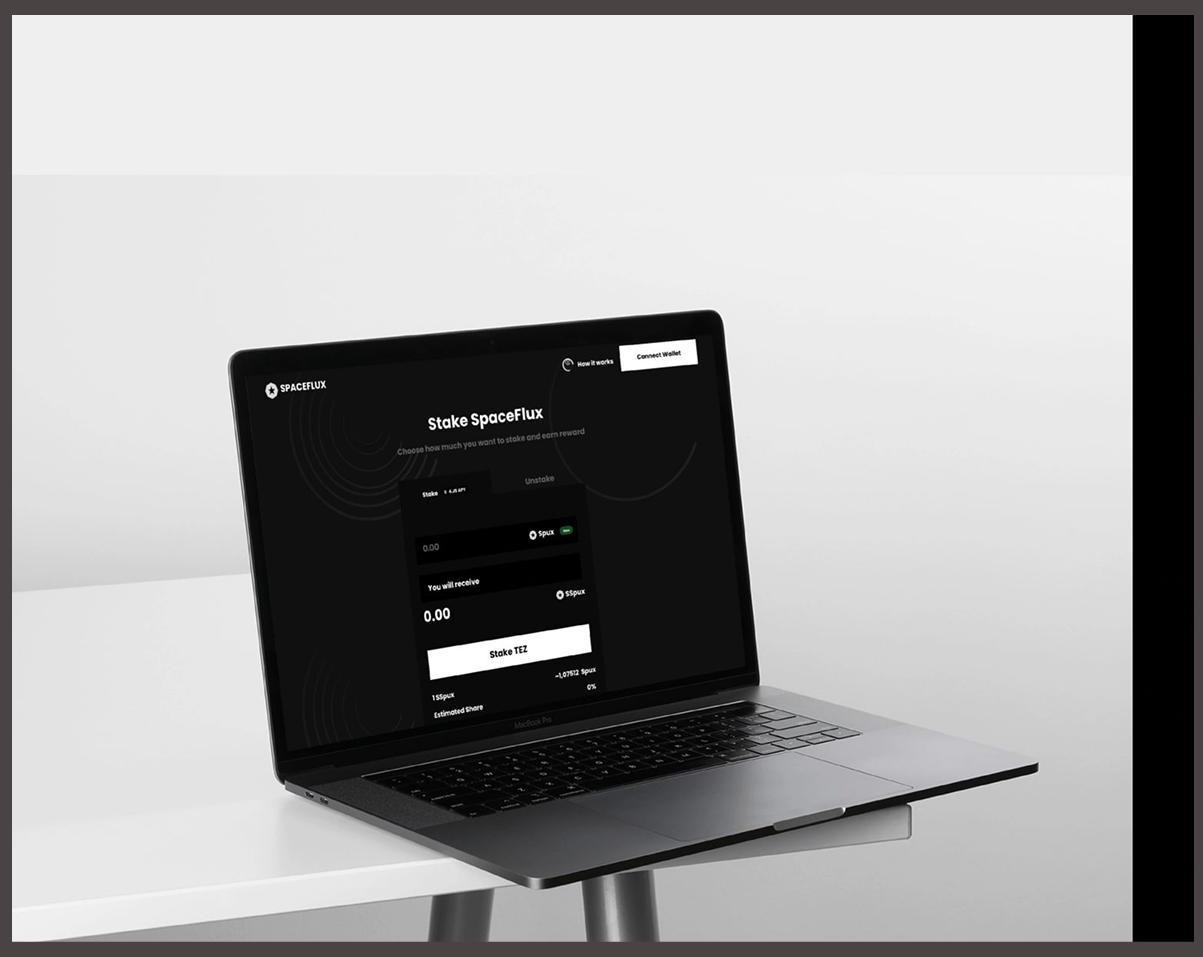 SPACEFLUX
How it works
Connect Wallet
Stake SpaceFlux
Choose how much you want to stake and earn reward
Stake
Unstake
0.00
Spux
You will receive
0.00
SSpux
Stake TEZ
1 SSpux
~1,07512 Spux
Estimated Share
0%
MacBook Pro